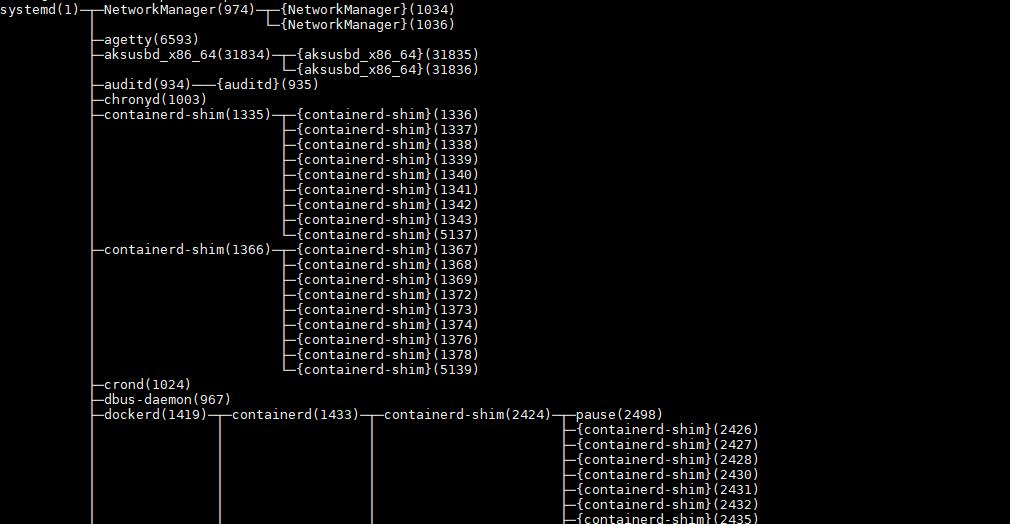 systemd(1)─┬─NetworkManager(974)─┬─{NetworkManager}(1034)
           │                     └─{NetworkManager}(1036)
           ├─agetty(6593)
           ├─aksusbd_x86_64(31834)─┬─{aksusbd_x86_64}(31835)
           │                       └─{aksusbd_x86_64}(31836)
           ├─auditd(934)───{auditd}(935)
           ├─chronyd(1003)
           ├─containerd-shim(1335)─┬─{containerd-shim}(1336)
           │                       ├─{containerd-shim}(1337)
           │                       ├─{containerd-shim}(1338)
           │                       ├─{containerd-shim}(1339)
           │                       ├─{containerd-shim}(1340)
           │                       ├─{containerd-shim}(1341)
           │                       ├─{containerd-shim}(1342)
           │                       ├─{containerd-shim}(1343)
           │                       └─{containerd-shim}(5137)
           ├─containerd-shim(1366)─┬─{containerd-shim}(1367)
           │                       ├─{containerd-shim}(1368)
           │                       ├─{containerd-shim}(1369)
           │                       ├─{containerd-shim}(1372)
           │                       ├─{containerd-shim}(1373)
           │                       ├─{containerd-shim}(1374)
           │                       ├─{containerd-shim}(1376)
           │                       ├─{containerd-shim}(1378)
           │                       └─{containerd-shim}(5139)
           ├─crond(1024)
           ├─dbus-daemon(967)
           ├─dockerd(1419)─┬─containerd(1433)─┬─containerd-shim(2424)─┬─pause(2498)
           │               │                  │                       ├─{containerd-shim}(2426)
           │               │                  │                       ├─{containerd-shim}(2427)
           │               │                  │                       ├─{containerd-shim}(2428)
           │               │                  │                       ├─{containerd-shim}(2430)
           │               │                  │                       ├─{containerd-shim}(2431)
           │               │                  │                       ├─{containerd-shim}(2432)
           │               │                  │                       ├─{containerd-shim}(2435)